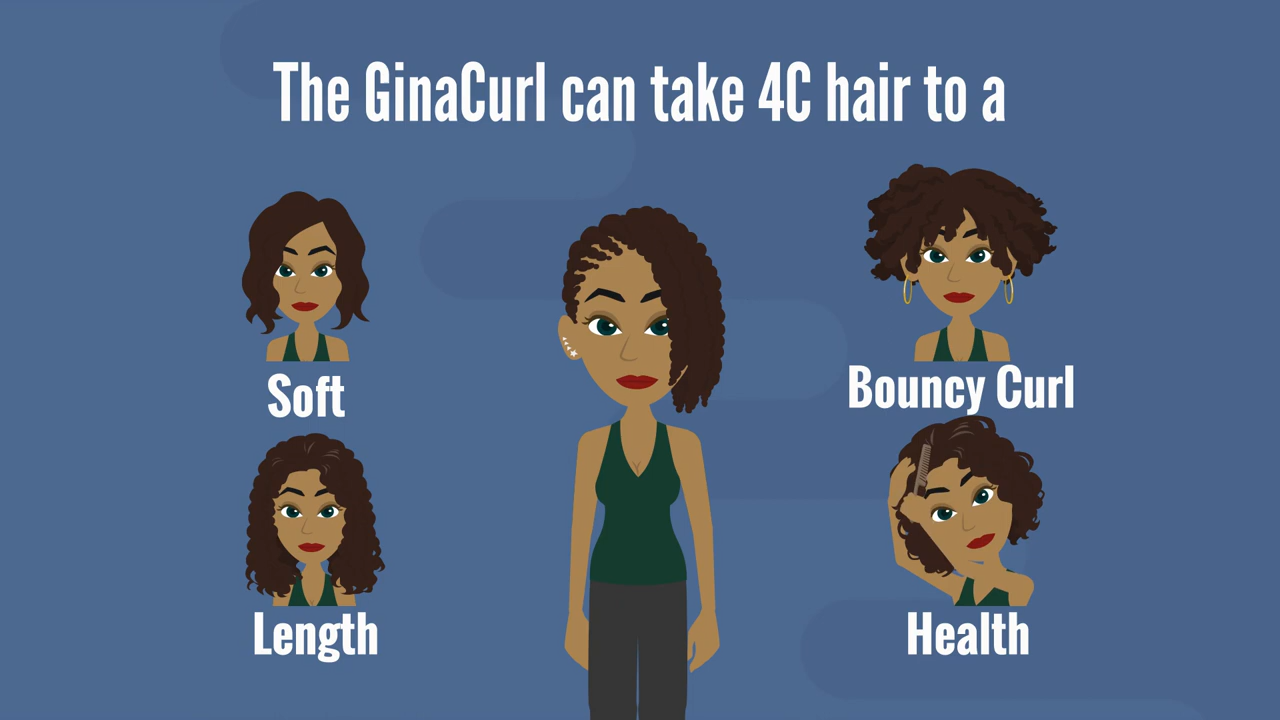 The GinaCurl can take 4C hair to a
Soft
Bouncy Curl
Length
Health